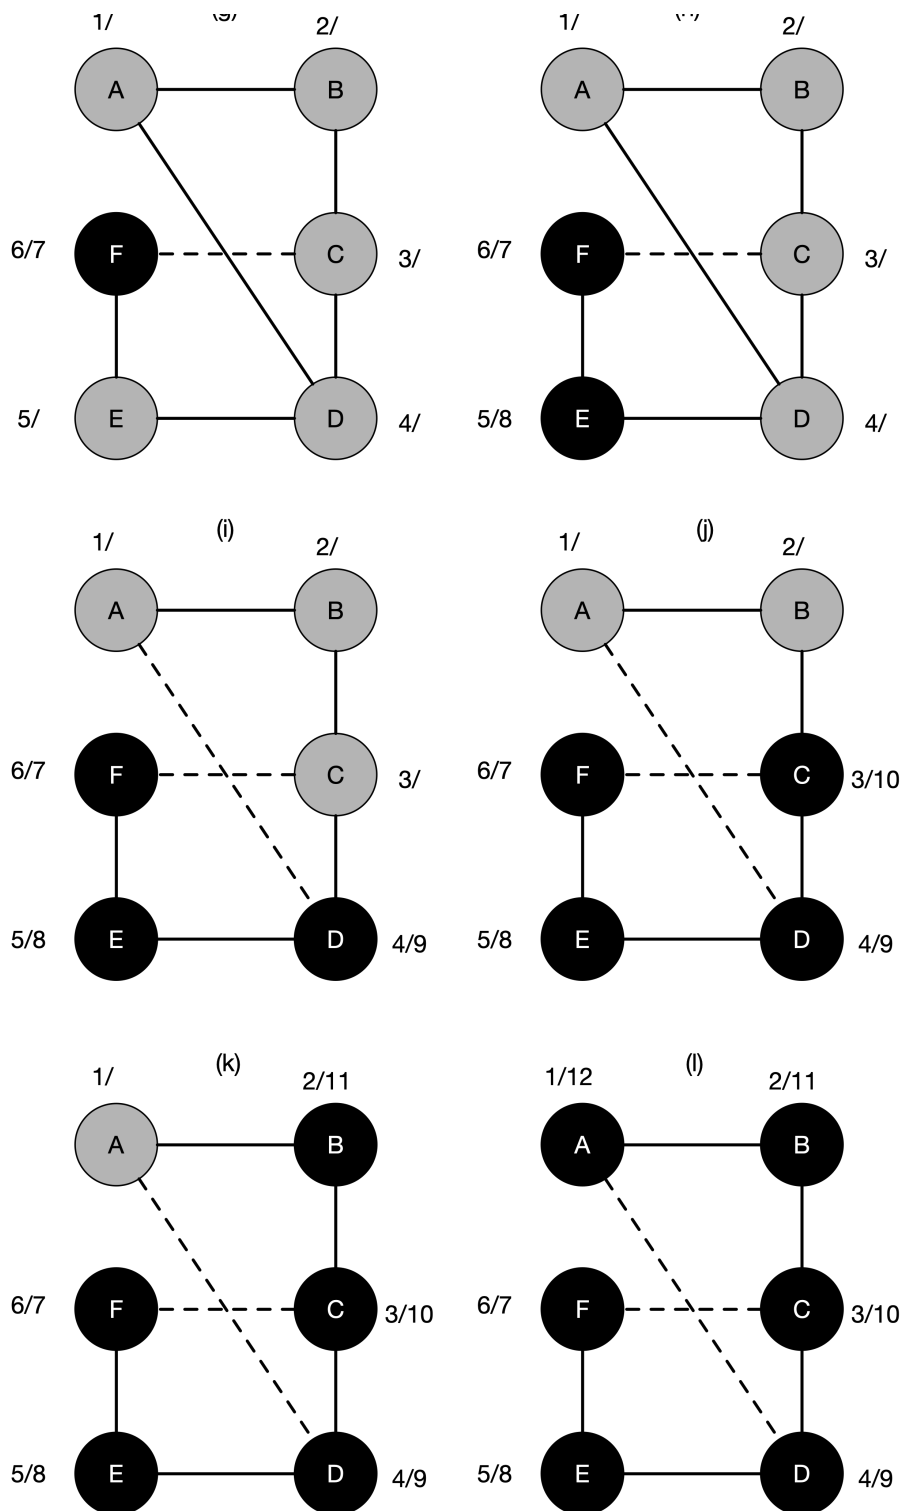 (g) (h)
1/ 2/ 1/ 2/
A B A B
6/7 F C 3/ 6/7 F C 3/
5/ E D 4/ 5/8 E D 4/
(i) (j)
1/ 2/ 1/ 2/
A B A B
6/7 F C 3/ 6/7 F C 3/10
5/8 E D 4/9 5/8 E D 4/9
(k) (l)
1/ 2/11 1/12 2/11
A B A B
6/7 F C 3/10 6/7 F C 3/10
5/8 E D 4/9 5/8 E D 4/9